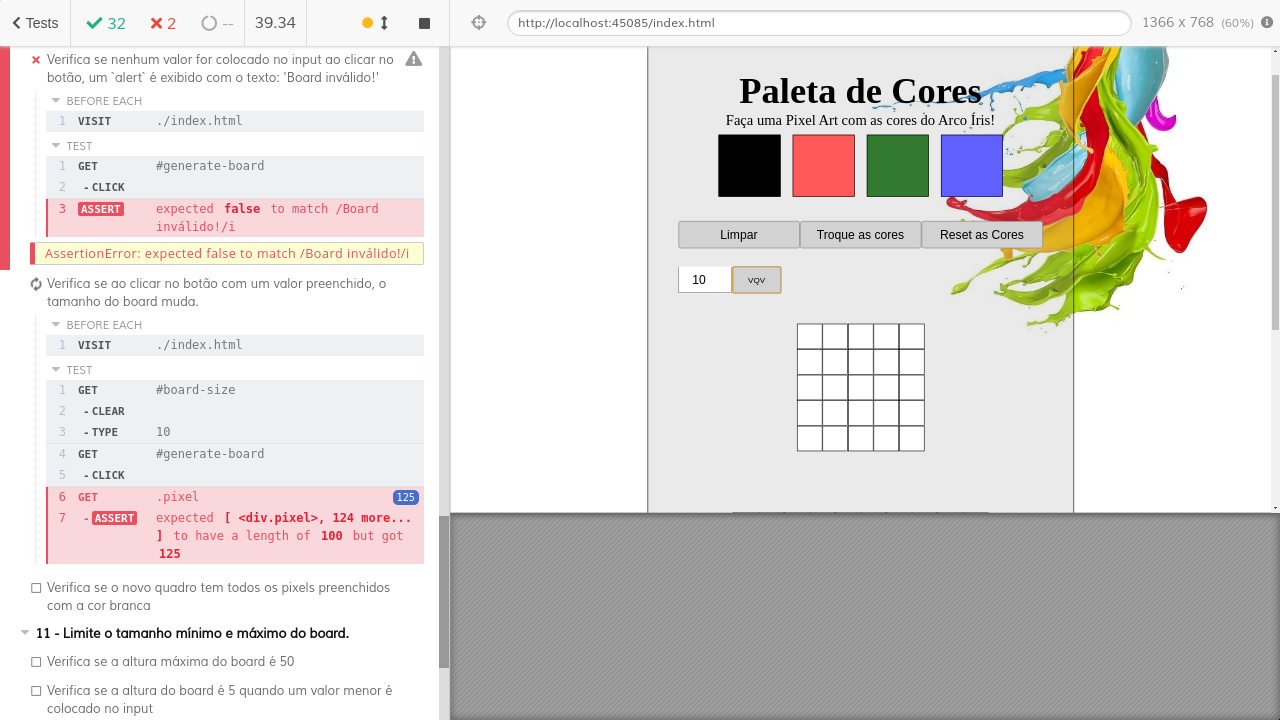 Tests
32
2
--
39.34
http://localhost:45085/index.html
1366 x 768 (60%)
Verifica se nenhum valor for colocado no input ao clicar no
botão, um `alert` é exibido com o texto: 'Board inválido!'
BEFORE EACH
1 VISIT ./index.html
TEST
1 GET #generate-board
2 - CLICK
3 ASSERT expected false to match /Board
inválido!/i
AssertionError: expected false to match /Board inválido!/i
Verifica se ao clicar no botão com um valor preenchido, o
tamanho do board muda.
BEFORE EACH
1 VISIT ./index.html
TEST
1 GET #board-size
2 - CLEAR
3 - TYPE 10
4 GET #generate-board
5 - CLICK
6 GET .pixel 125
7 - ASSERT expected [ <div.pixel>, 124 more...
] to have a length of 100 but got
125
Verifica se o novo quadro tem todos os pixels preenchidos
com a cor branca
11 - Limite o tamanho mínimo e máximo do board.
Verifica se a altura máxima do board é 50
Verifica se a altura do board é 5 quando um valor menor é
colocado no input
Paleta de Cores
Faça uma Pixel Art com as cores do Arco Íris!
Limpar Troque as cores Reset as Cores
10 VQV